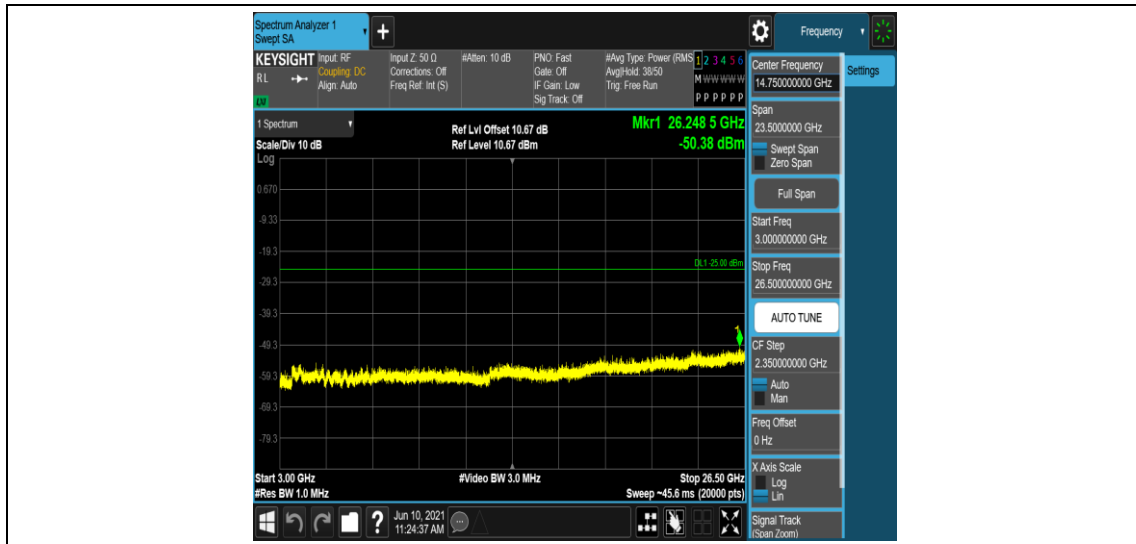 Spectrum Analyzer 1
Swept SA
+
Frequency
KEYSIGHT
RL
LXI
Input: RF
Coupling: DC
Align: Auto
Input Z: 50 Ω
Corrections: Off
Freq Ref: Int (S)
#Atten: 10 dB
PNO: Fast
Gate: Off
IF Gain: Low
Sig Track: Off
#Avg Type: Power (RMS
Avg|Hold: 38/50
Trig: Free Run
1 2 3 4 5 6
M W W W W W
P P P P P P
1 Spectrum
Scale/Div 10 dB
Ref Lvl Offset 10.67 dB
Ref Level 10.67 dBm
Mkr1 26.248 5 GHz
-50.38 dBm
Log
0.670
-9.33
-19.3
DL1 -25.00 dBm
-29.3
-39.3
1
-49.3
-59.3
-69.3
-79.3
Start 3.00 GHz
#Video BW 3.0 MHz
Stop 26.50 GHz
#Res BW 1.0 MHz
Sweep ~45.6 ms (20000 pts)
?
Jun 10, 2021
11:24:37 AM
Center Frequency
14.750000000 GHz
Settings
Span
23.5000000 GHz
Swept Span
Zero Span
Full Span
Start Freq
3.000000000 GHz
Stop Freq
26.500000000 GHz
AUTO TUNE
CF Step
2.350000000 GHz
Auto
Man
Freq Offset
0 Hz
X Axis Scale
Log
Lin
Signal Track
(Span Zoom)